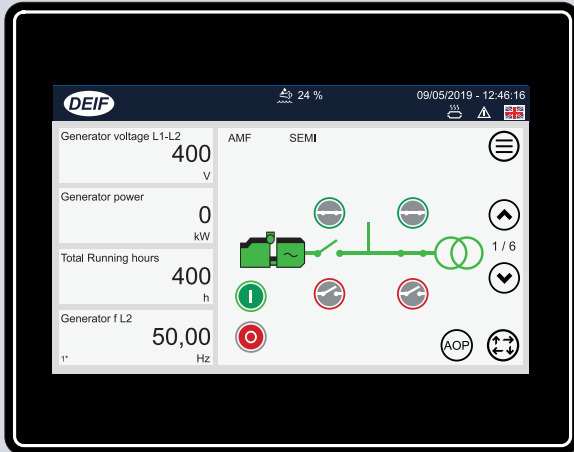 DEIF
24 %
09/05/2019 - 12:46:16
Generator voltage L1-L2
400
V
Generator power
0
kW
Total Running hours
400
h
Generator f L2
50,00
1*
Hz
AMF SEMI
1 / 6
I
O
AOP